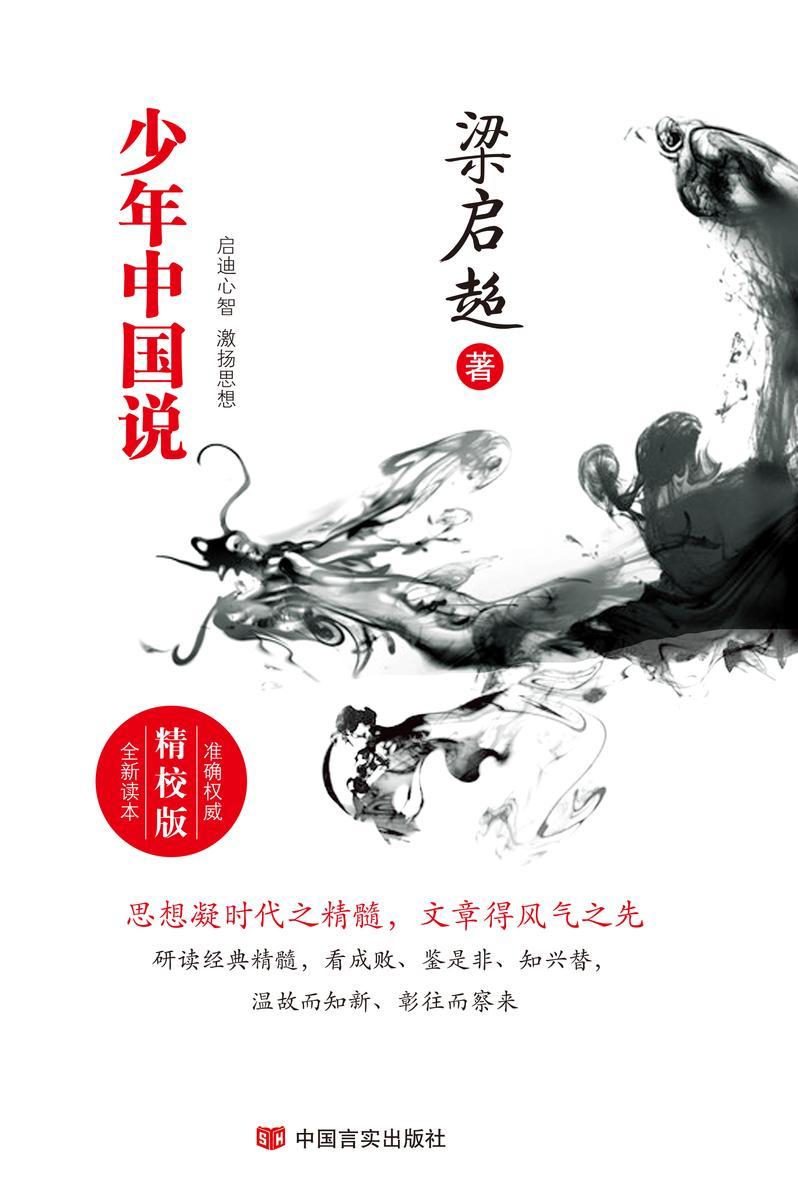 少年中国说
启迪心智 激扬思想
梁启超
著
准确权威
精校版
全新读本
思想凝时代之精髓，文章得风气之先
研读经典精髓，看成败、鉴是非、知兴替，
温故而知新、彰往而察来
中国言实出版社